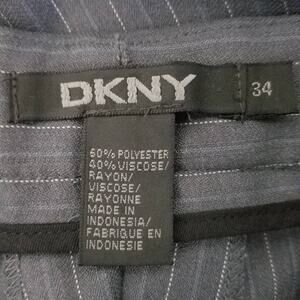 DKNY
34
60% POLYESTER
40% VISCOSE/
RAYON/
VISCOSE/
RAYONNE
MADE IN
INDONESIA/
FABRIQUE EN
INDONESIE